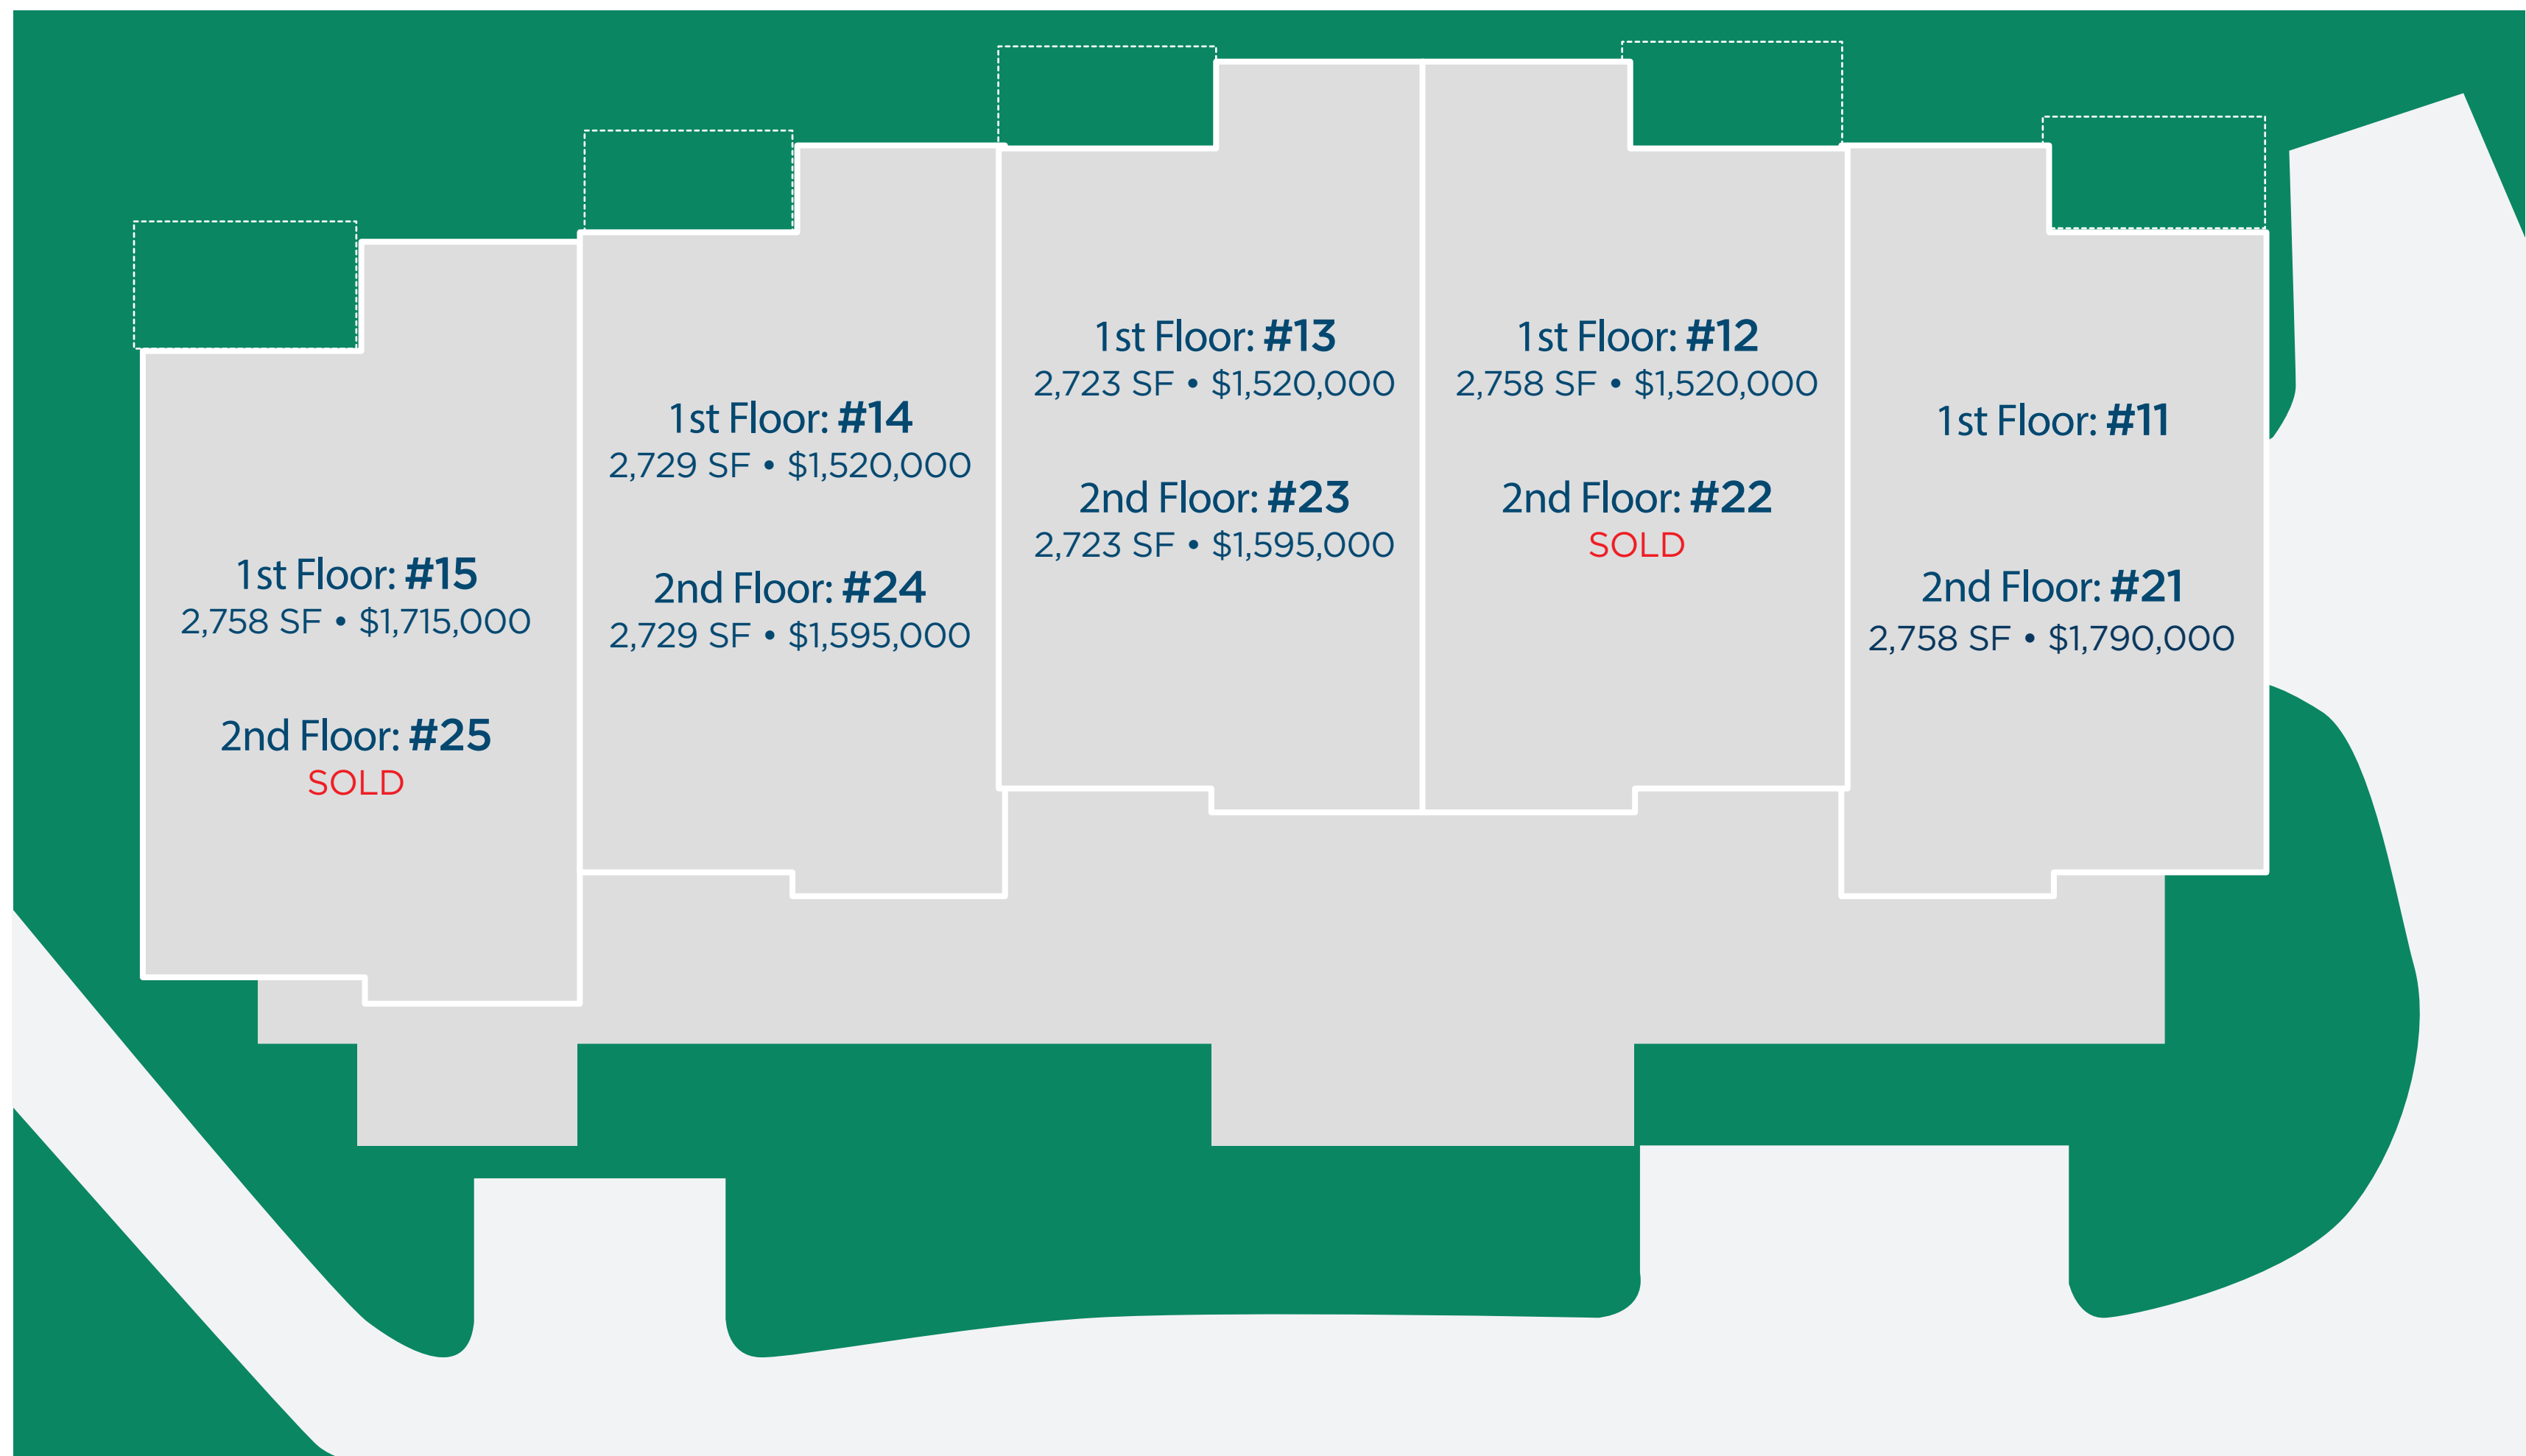 1st Floor: #15
2,758 SF • $1,715,000
2nd Floor: #25
SOLD
1st Floor: #14
2,729 SF • $1,520,000
2nd Floor: #24
2,729 SF • $1,595,000
1st Floor: #13
2,723 SF • $1,520,000
2nd Floor: #23
2,723 SF • $1,595,000
1st Floor: #12
2,758 SF • $1,520,000
2nd Floor: #22
SOLD
1st Floor: #11
2nd Floor: #21
2,758 SF • $1,790,000